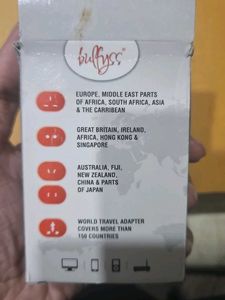 bulfyss
EUROPE, MIDDLE EAST PARTS
OF AFRICA, SOUTH AFRICA, ASIA
& THE CARRIBEAN
GREAT BRITAIN, IRELAND,
AFRICA, HONG KONG &
SINGAPORE
AUSTRALIA, FIJI,
NEW ZEALAND,
CHINA & PARTS
OF JAPAN
WORLD TRAVEL ADAPTER
COVERS MORE THAN
150 COUNTRIES